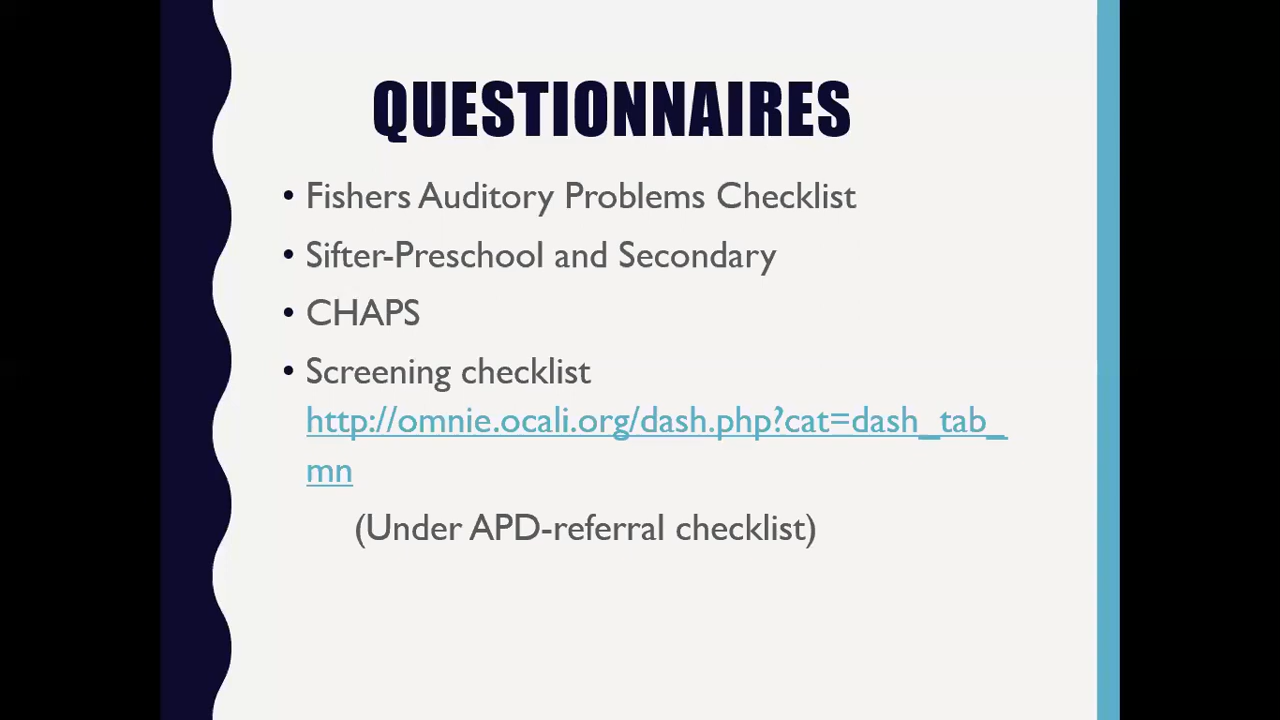 QUESTIONNAIRES
• Fishers Auditory Problems Checklist
• Sifter-Preschool and Secondary
• CHAPS
• Screening checklist
http://omnie.ocali.org/dash.php?cat=dash_tab_
mn
(Under APD-referral checklist)